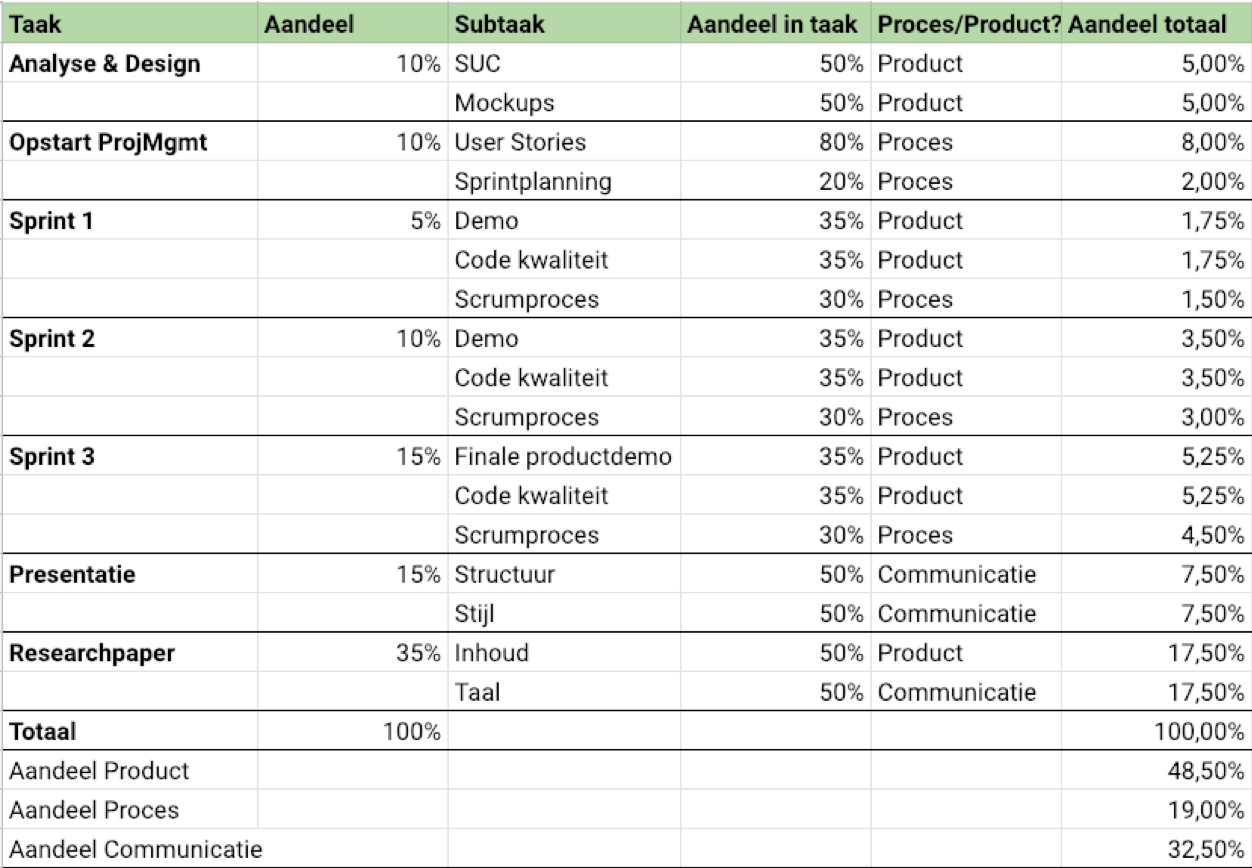 Taak Aandeel Subtaak Aandeel in taak Proces/Product? Aandeel totaal
Analyse & Design 10% SUC 50% Product 5,00%
Mockups 50% Product 5,00%
Opstart ProjMgmt 10% User Stories 80% Proces 8,00%
Sprintplanning 20% Proces 2,00%
Sprint 1 5% Demo 35% Product 1,75%
Code kwaliteit 35% Product 1,75%
Scrumproces 30% Proces 1,50%
Sprint 2 10% Demo 35% Product 3,50%
Code kwaliteit 35% Product 3,50%
Scrumproces 30% Proces 3,00%
Sprint 3 15% Finale productdemo 35% Product 5,25%
Code kwaliteit 35% Product 5,25%
Scrumproces 30% Proces 4,50%
Presentatie 15% Structuur 50% Communicatie 7,50%
Stijl 50% Communicatie 7,50%
Researchpaper 35% Inhoud 50% Product 17,50%
Taal 50% Communicatie 17,50%
Totaal 100% 100,00%
Aandeel Product 48,50%
Aandeel Proces 19,00%
Aandeel Communicatie 32,50%